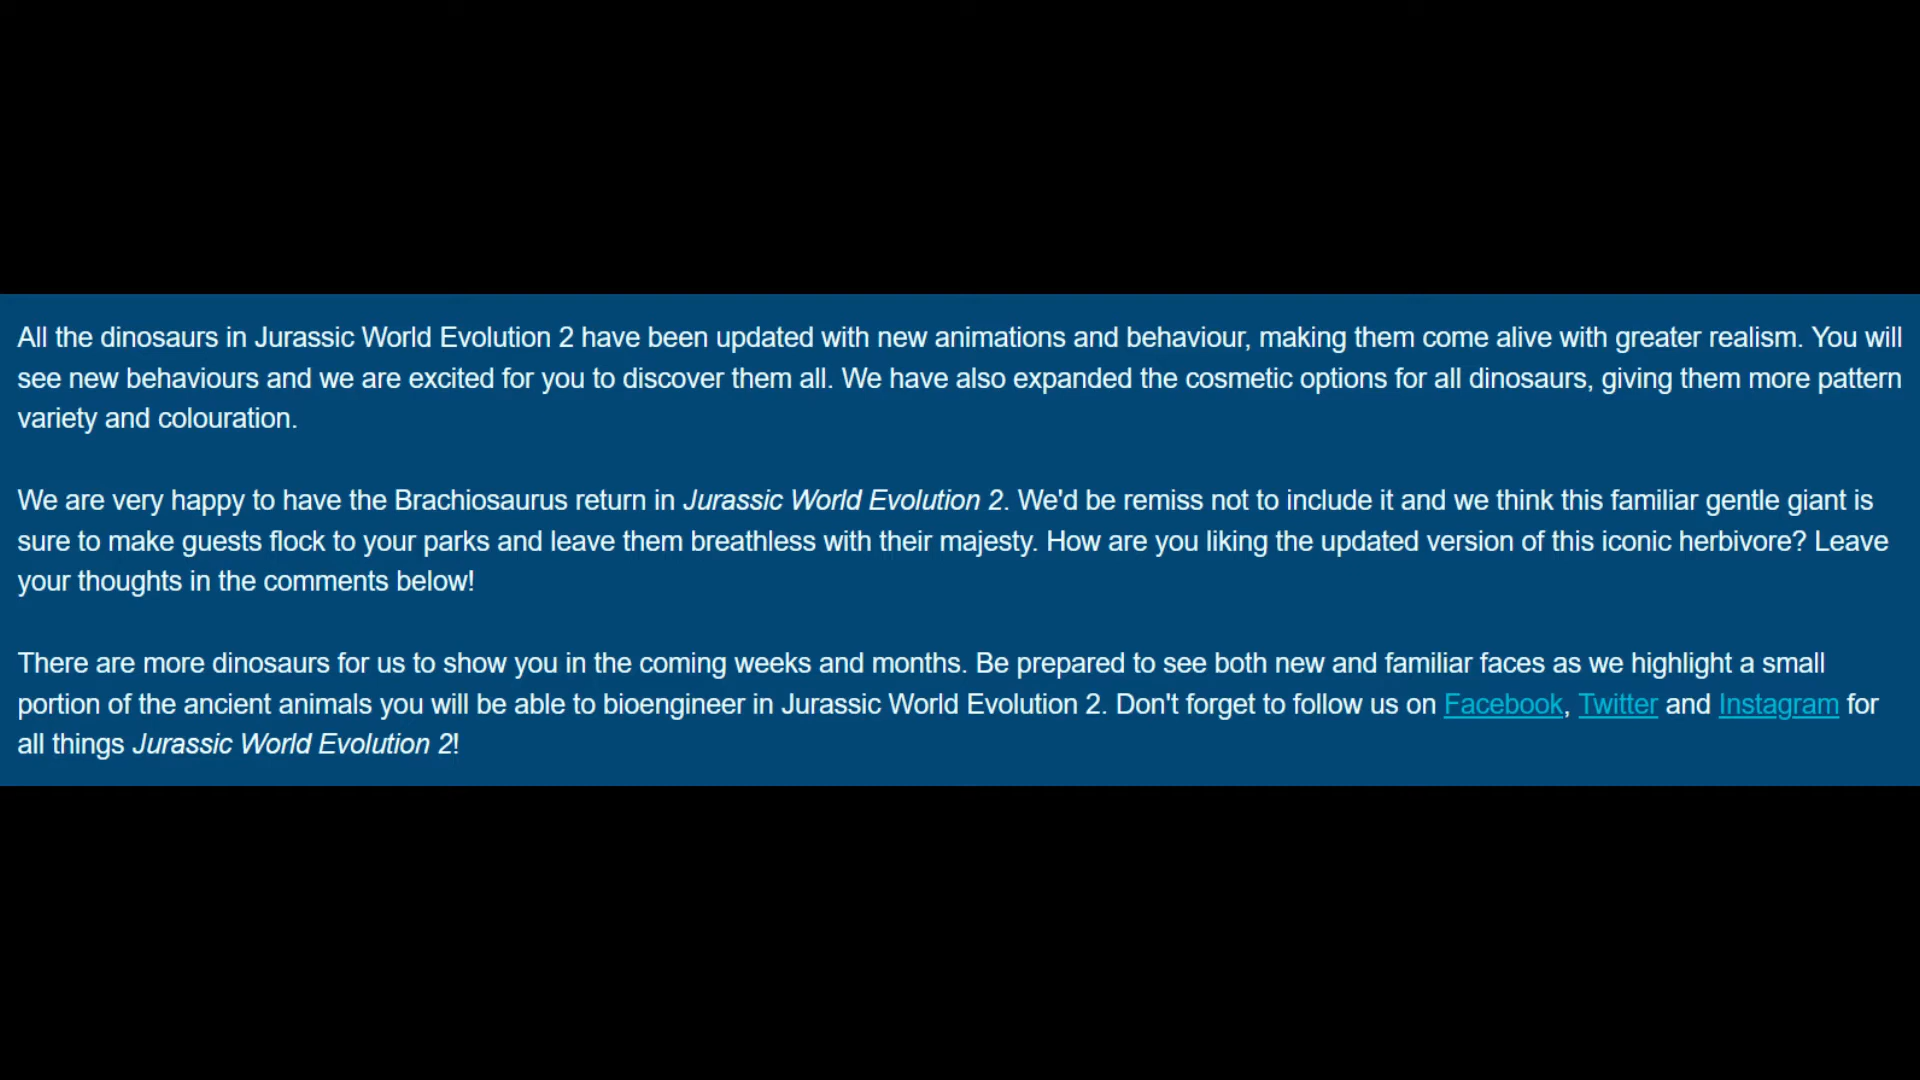 All the dinosaurs in Jurassic World Evolution 2 have been updated with new animations and behaviour, making them come alive with greater realism. You will
see new behaviours and we are excited for you to discover them all. We have also expanded the cosmetic options for all dinosaurs, giving them more pattern
variety and colouration.
We are very happy to have the Brachiosaurus return in Jurassic World Evolution 2. We'd be remiss not to include it and we think this familiar gentle giant is
sure to make guests flock to your parks and leave them breathless with their majesty. How are you liking the updated version of this iconic herbivore? Leave
your thoughts in the comments below!
There are more dinosaurs for us to show you in the coming weeks and months. Be prepared to see both new and familiar faces as we highlight a small
portion of the ancient animals you will be able to bioengineer in Jurassic World Evolution 2. Don't forget to follow us on Facebook, Twitter and Instagram for
all things Jurassic World Evolution 2!